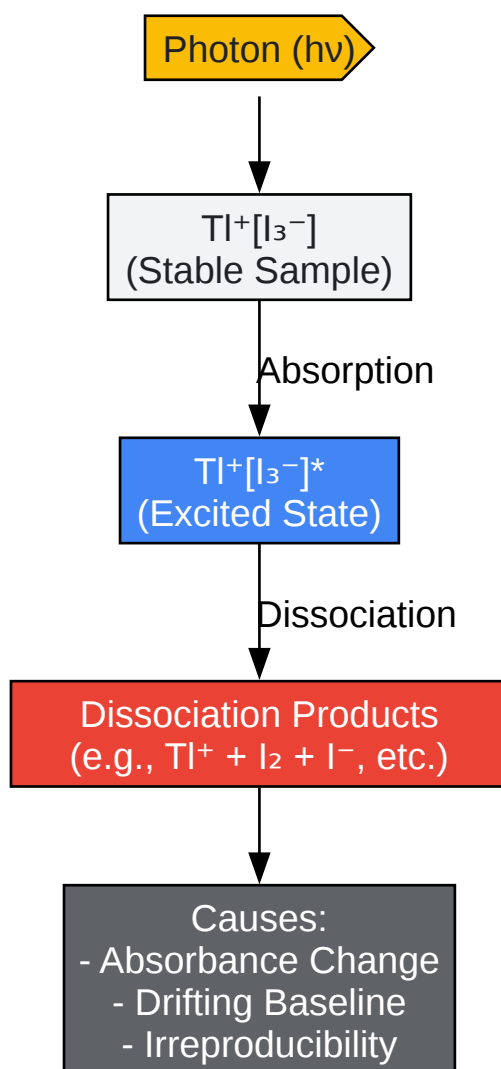 Photon (hν)
Tl⁺[I₃⁻]
(Stable Sample)
Absorption
Tl⁺[I₃⁻]*
(Excited State)
Dissociation
Dissociation Products
(e.g., Tl⁺ + I₂ + I⁻, etc.)
Causes:
- Absorbance Change
- Drifting Baseline
- Irreproducibility